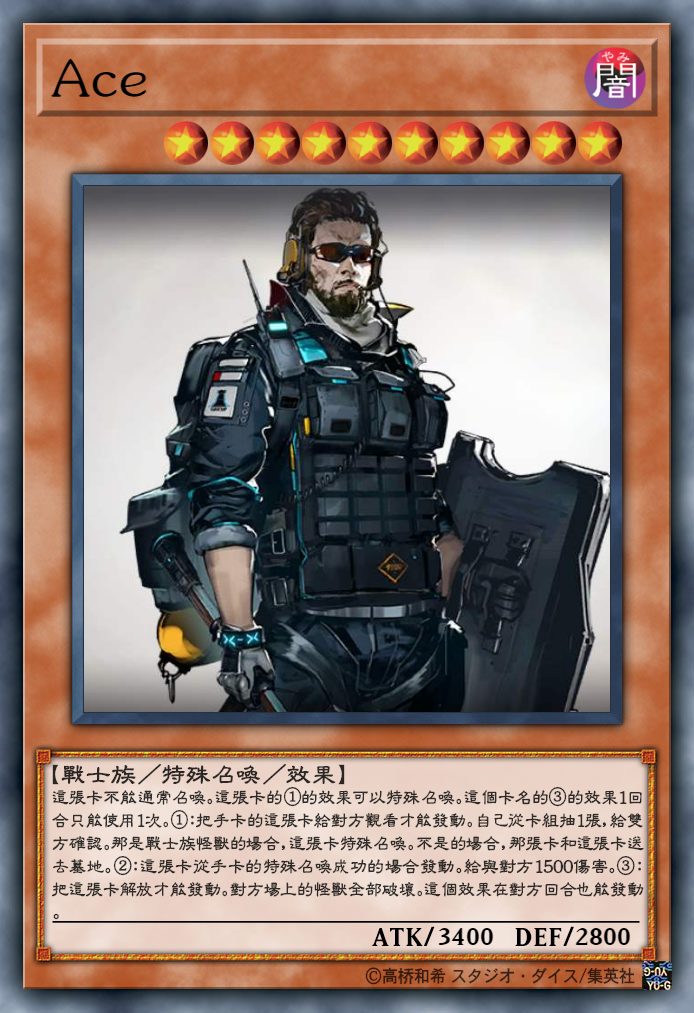 Ace
やみ
闇
【戰士族／特殊召喚／效果】
這張卡不能通常召喚。這張卡的①的效果可以特殊召喚。這個卡名的③的效果1回
合只能使用1次。①：把手卡的這張卡給對方觀看才能發動。自己從卡組抽1張，給雙
方確認。那是戰士族怪獸的場合，這張卡特殊召喚。不是的場合，那張卡和這張卡送
去墓地。②：這張卡從手卡的特殊召喚成功的場合發動。給與對方1500傷害。③：
把這張卡解放才能發動。對方場上的怪獸全部破壞。這個效果在對方回合也能發動
。
ATK/3400 DEF/2800
©高桥和希 スタジオ・ダイス/集英社
YU-G